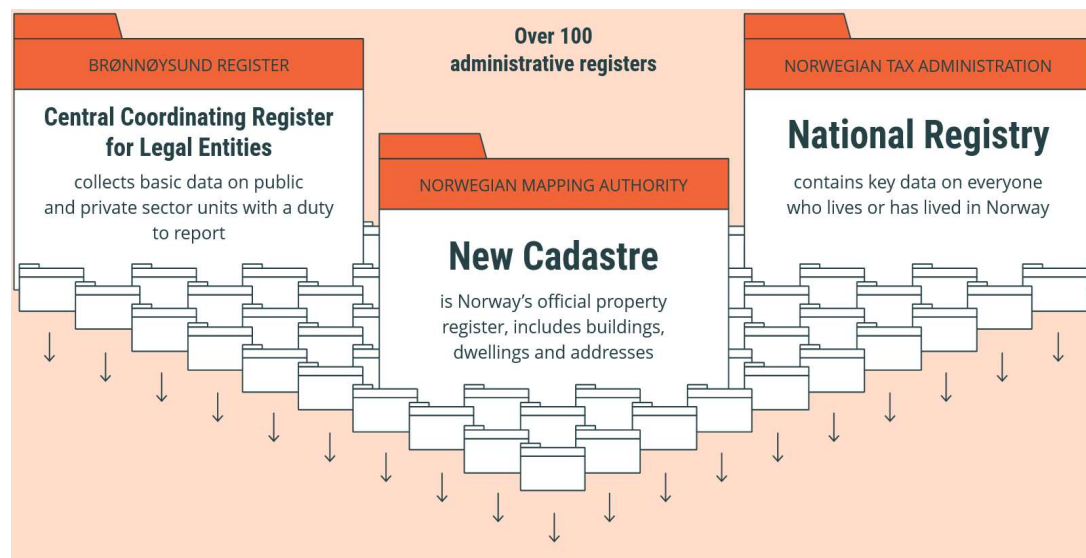 Over 100
administrative registers
BRØNNØYSUND REGISTER
Central Coordinating Register
for Legal Entities
collects basic data on public
and private sector units with a duty
to report
NORWEGIAN MAPPING AUTHORITY
New Cadastre
is Norway’s official property
register, includes buildings,
dwellings and addresses
NORWEGIAN TAX ADMINISTRATION
National Registry
contains key data on everyone
who lives or has lived in Norway